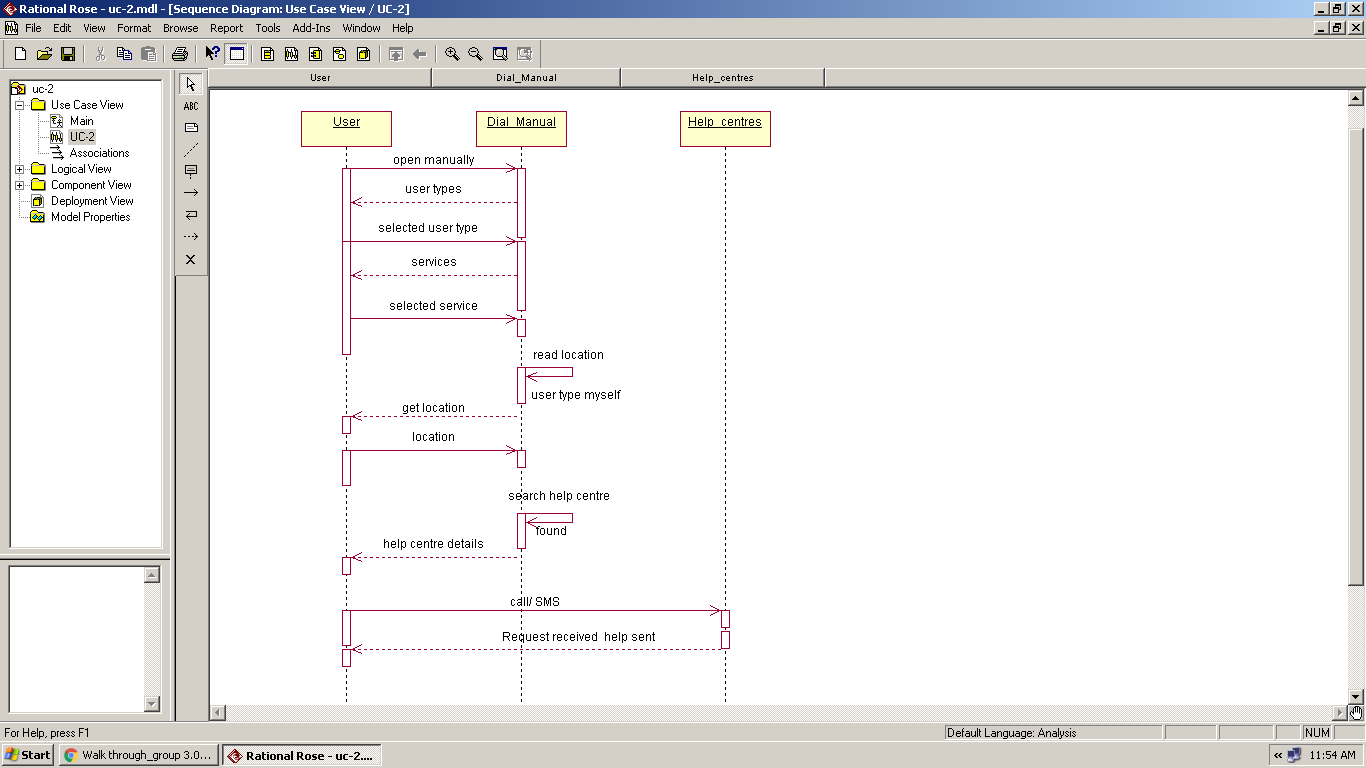 Rational Rose - uc-2.mdl - [Sequence Diagram: Use Case View / UC-2]
File Edit View Format Browse Report Tools Add-Ins Window Help
User Dial_Manual Help_centres
uc-2
Use Case View
Main
UC-2
Associations
Logical View
Component View
Deployment View
Model Properties
ABC
User Dial_Manual Help_centres
open manually
user types
selected user type
services
selected service
read location
user type myself
get location
location
search help centre
found
help centre details
call/ SMS
Request received help sent
For Help, press F1 Default Language: Analysis NUM
Start Walk through_group 3.0... Rational Rose - uc-2.... « 11:54 AM